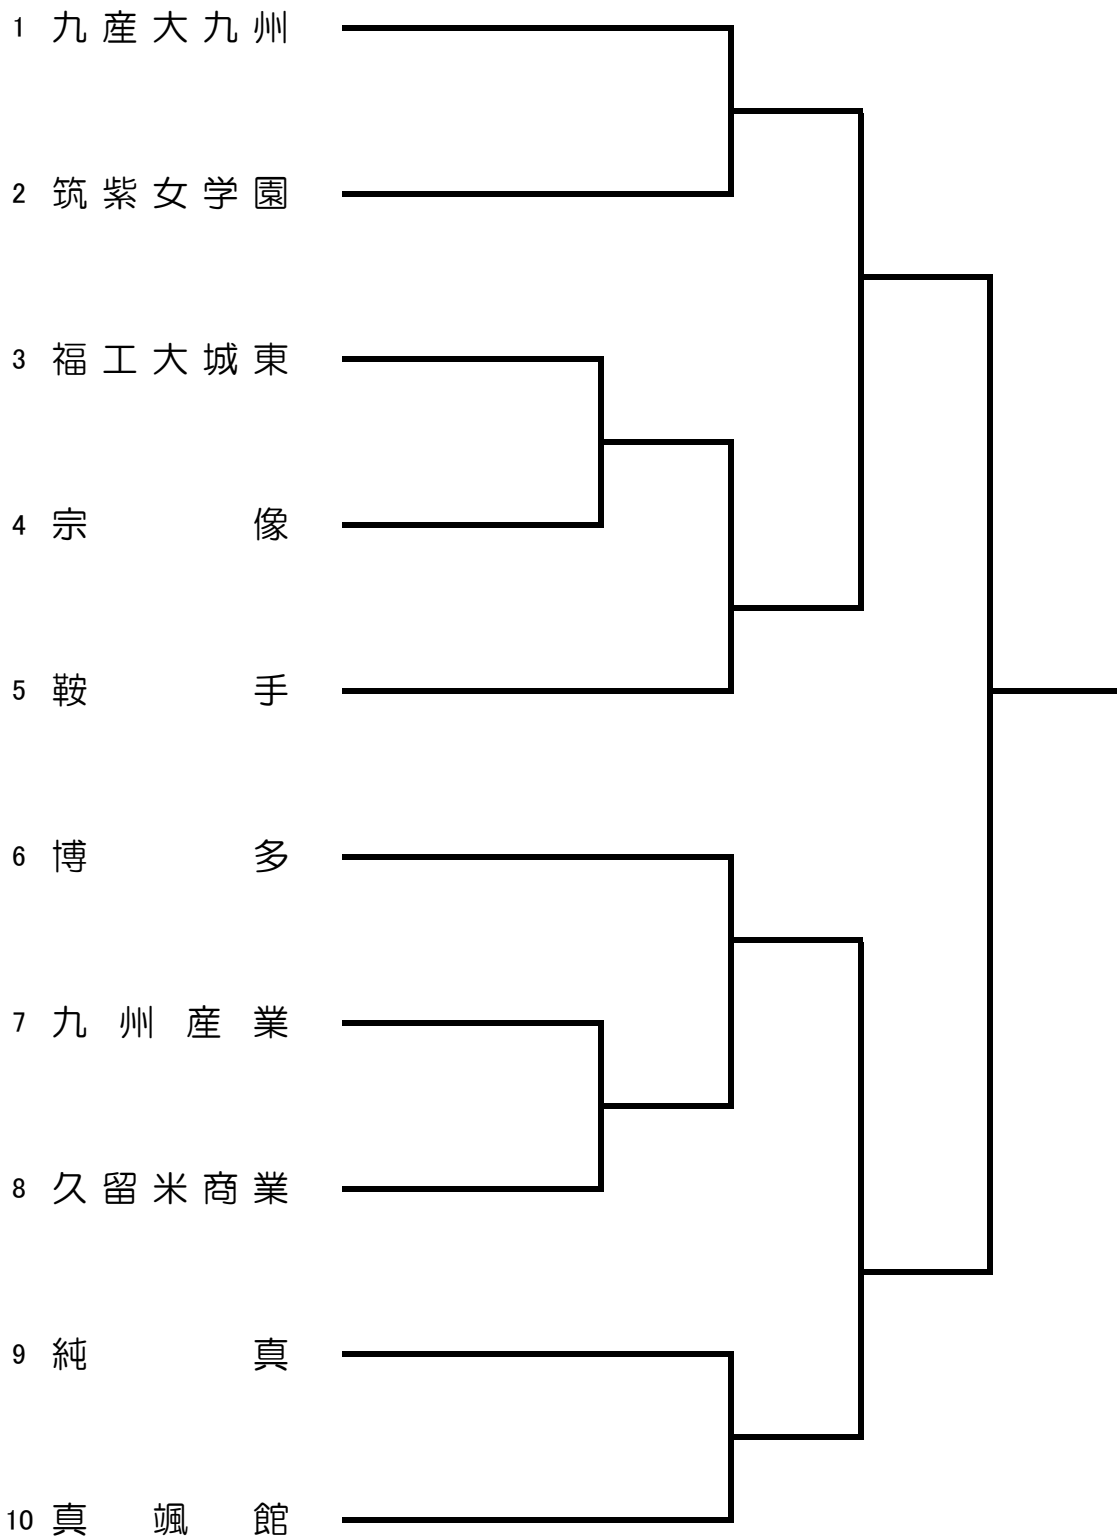 1 九産大九州
2 筑紫女学園
3 福工大城東
4 宗像
5 鞍手
6 博多
7 九州産業
8 久留米商業
9 純真
10 真颯館